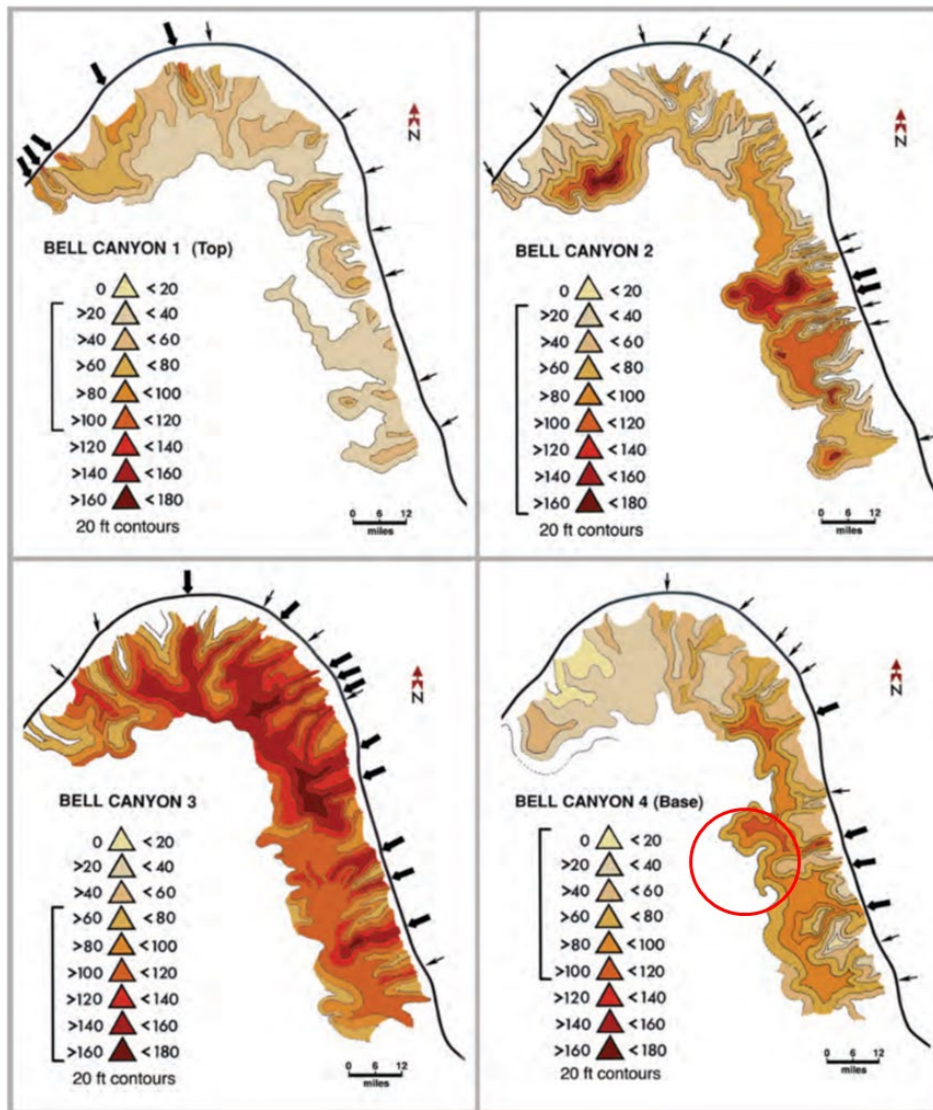 N
BELL CANYON 1 (Top)
0 <20
>20 <40
>40 <60
>60 <80
>80 <100
>100 <120
>120 <140
>140 <160
>160 <180
20 ft contours
0 6 12
miles
N
BELL CANYON 2
0 <20
>20 <40
>40 <60
>60 <80
>80 <100
>100 <120
>120 <140
>140 <160
>160 <180
20 ft contours
0 6 12
miles
N
BELL CANYON 3
0 <20
>20 <40
>40 <60
>60 <80
>80 <100
>100 <120
>120 <140
>140 <160
>160 <180
20 ft contours
0 6 12
miles
N
BELL CANYON 4 (Base)
0 <20
>20 <40
>40 <60
>60 <80
>80 <100
>100 <120
>120 <140
>140 <160
>160 <180
20 ft contours
0 6 12
miles